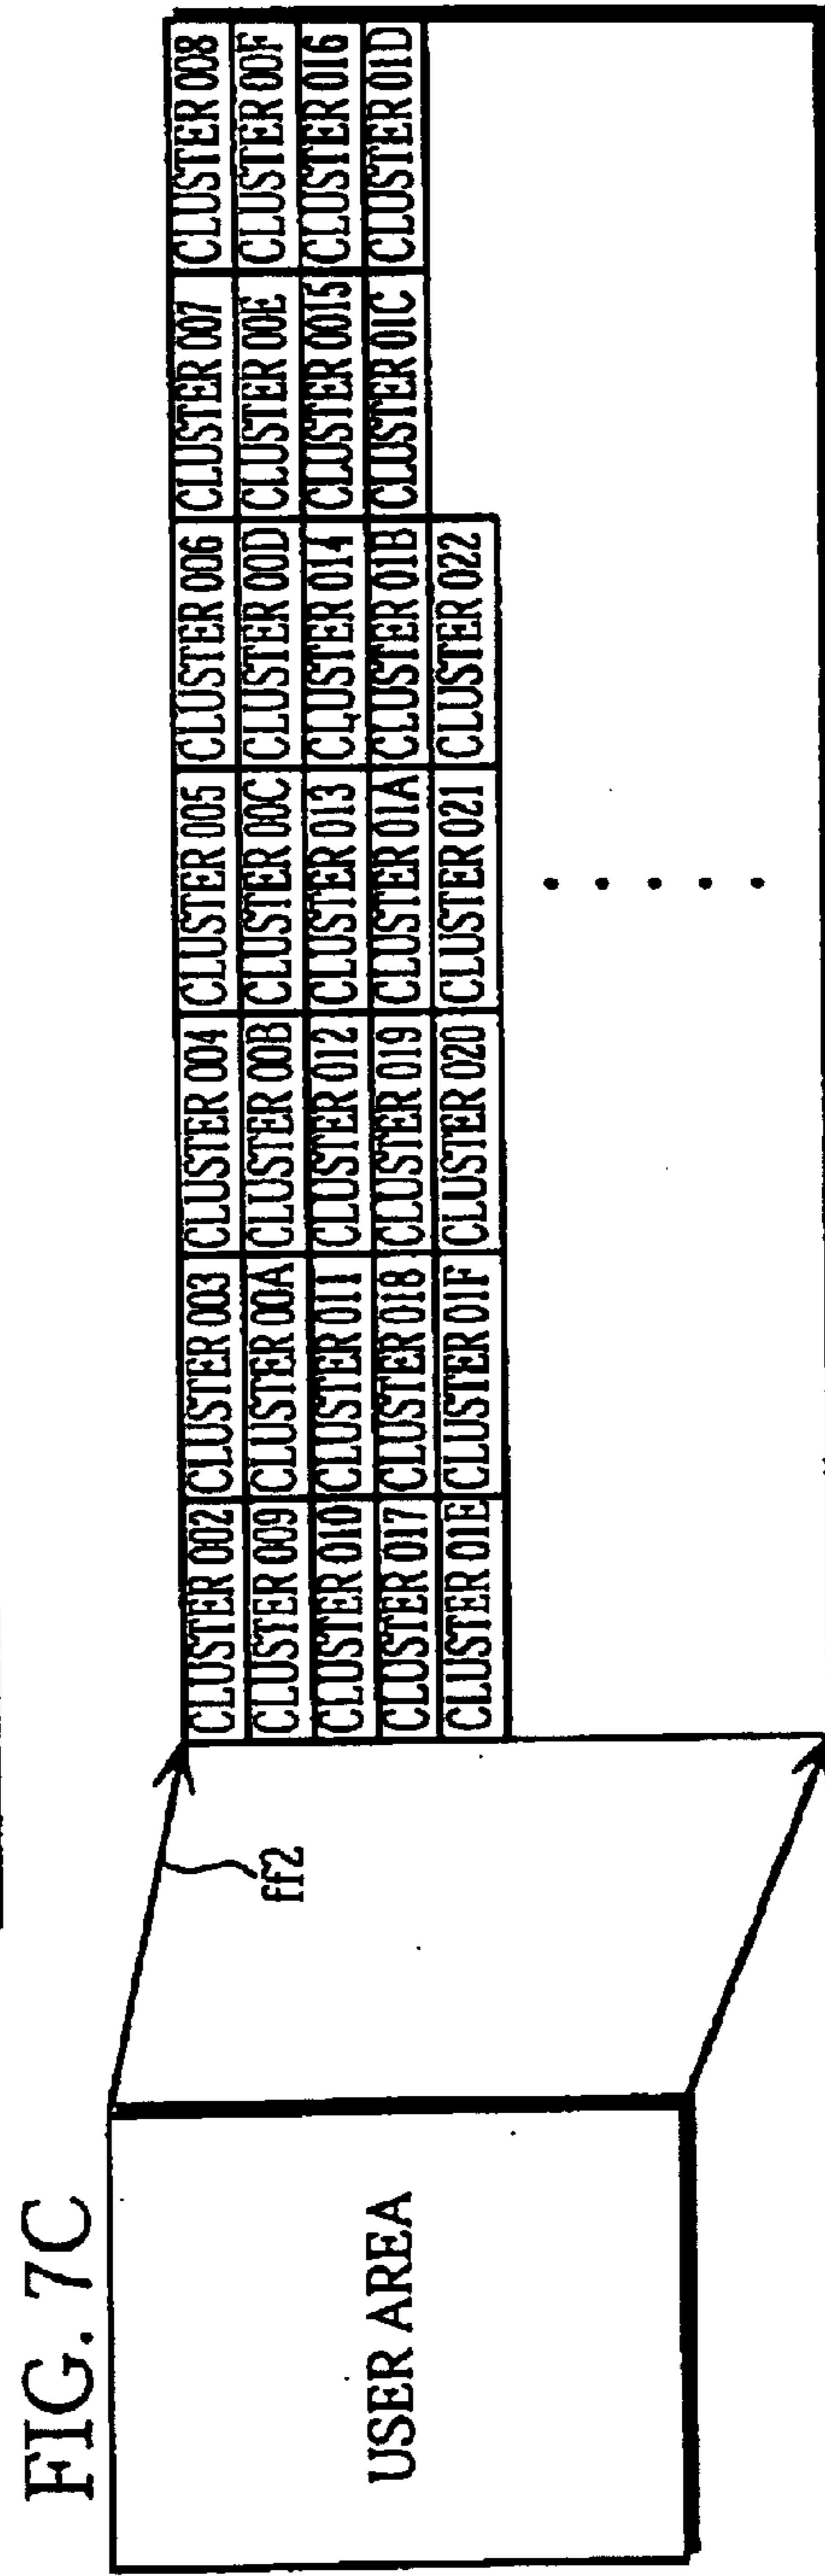 FIG. 7C
USER AREA
ff2
CLUSTER 002 CLUSTER 003 CLUSTER 004 CLUSTER 005 CLUSTER 006 CLUSTER 007 CLUSTER 008
CLUSTER 009 CLUSTER 00A CLUSTER 00B CLUSTER 00C CLUSTER 00D CLUSTER 00E CLUSTER 00F
CLUSTER 010 CLUSTER 011 CLUSTER 012 CLUSTER 013 CLUSTER 014 CLUSTER 0015 CLUSTER 016
CLUSTER 017 CLUSTER 018 CLUSTER 019 CLUSTER 01A CLUSTER 01B CLUSTER 01C CLUSTER 01D
CLUSTER 01E CLUSTER 01F CLUSTER 020 CLUSTER 021 CLUSTER 022